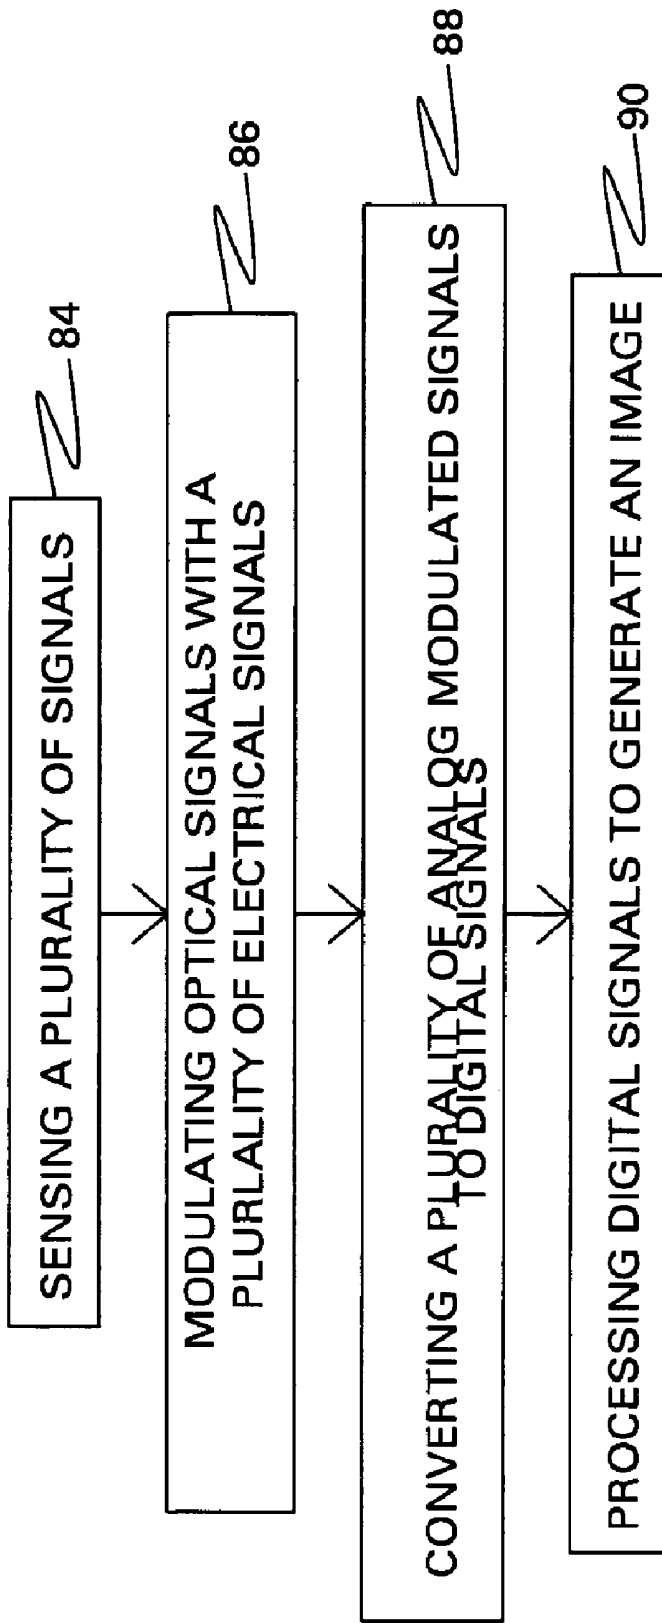 SENSING A PLURALITY OF SIGNALS
84
MODULATING OPTICAL SIGNALS WITH A
PLURLALITY OF ELECTRICAL SIGNALS
86
CONVERTING A PLURALITY OF ANALOG MODULATED SIGNALS
TO DIGITAL SIGNALS
88
PROCESSING DIGITAL SIGNALS TO GENERATE AN IMAGE
90